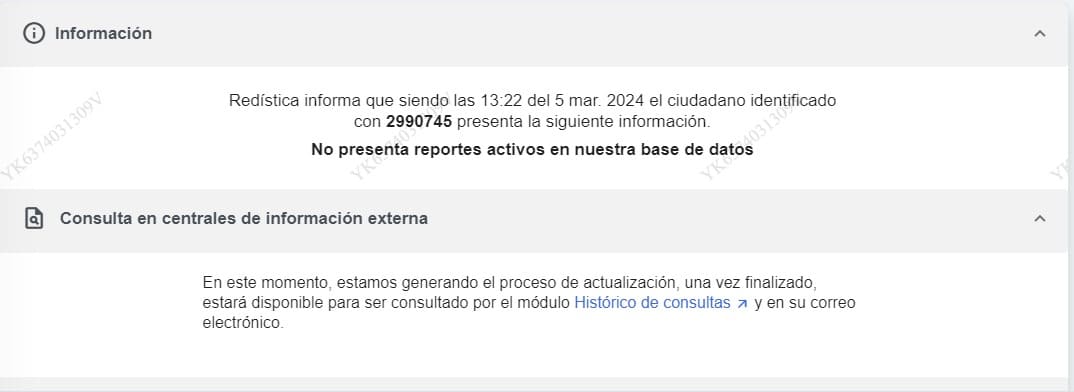 Información
Redística informa que siendo las 13:22 del 5 mar. 2024 el ciudadano identificado
con 2990745 presenta la siguiente información.
No presenta reportes activos en nuestra base de datos
YK6374031309V
YK6374031309V
YK6374031309V
Consulta en centrales de información externa
En este momento, estamos generando el proceso de actualización, una vez finalizado,
estará disponible para ser consultado por el módulo Histórico de consultas y en su correo
electrónico.